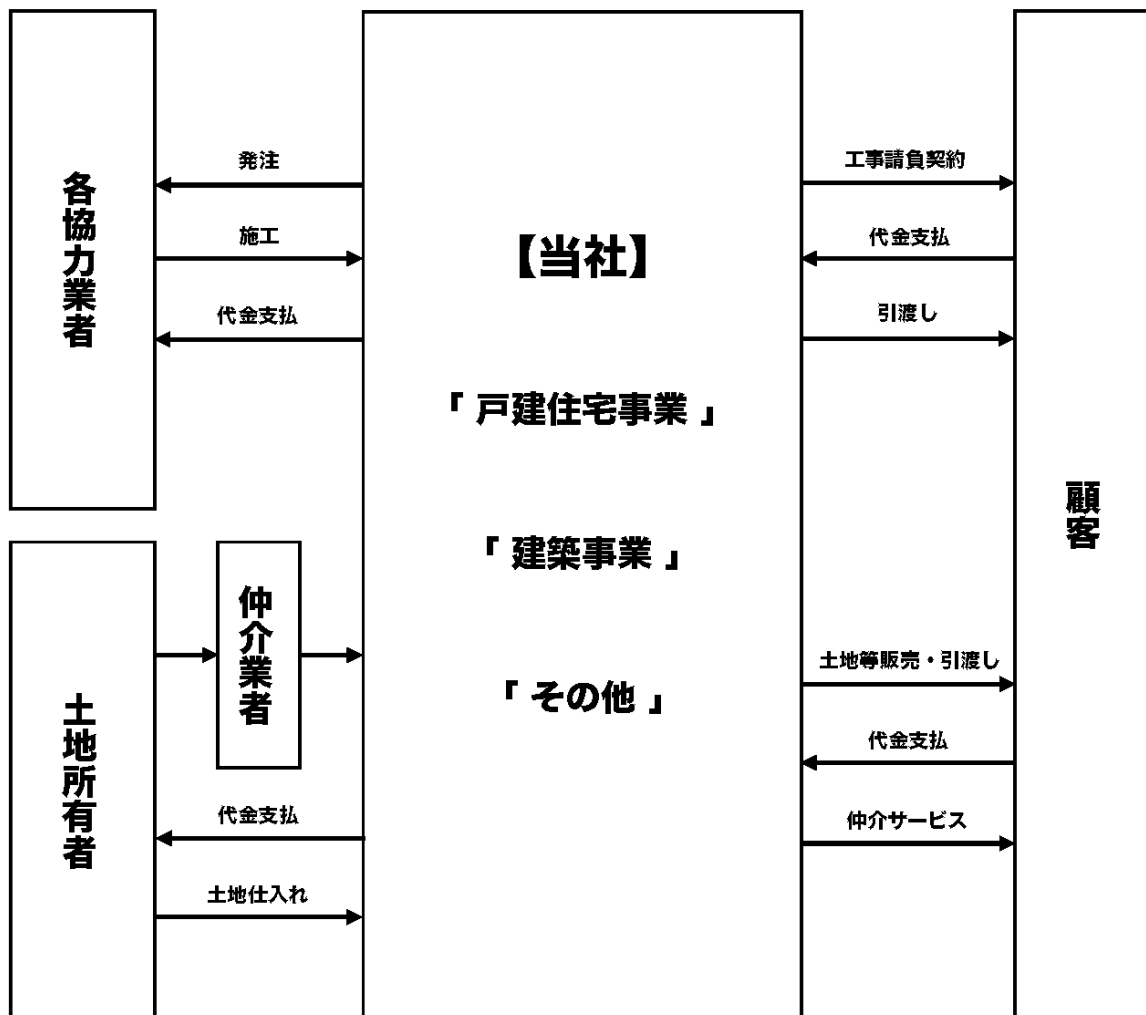 各協力業者
発注
施工
代金支払
土地所有者
仲介業者
代金支払
土地仕入れ
【当社】
「 戸建住宅事業 」
「 建築事業 」
「 その他 」
工事請負契約
代金支払
引渡し
土地等販売・引渡し
代金支払
仲介サービス
顧客